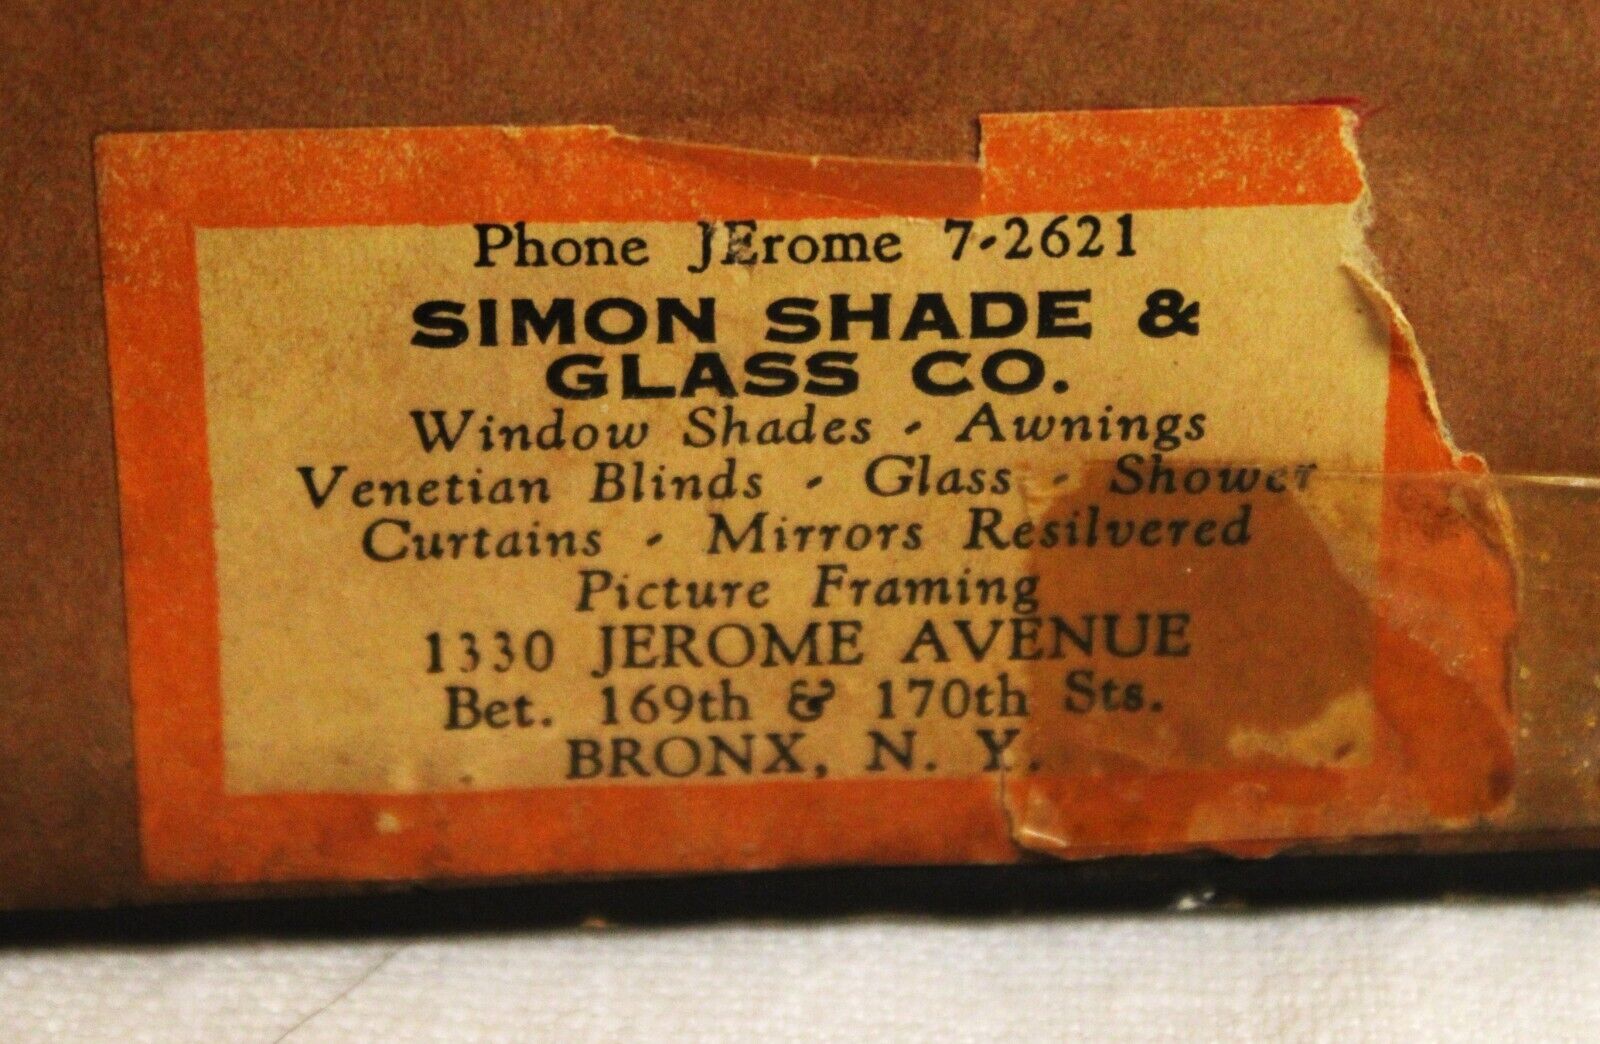 Phone JErome 7-2621
SIMON SHADE &
GLASS CO.
Window Shades - Awnings
Venetian Blinds - Glass - Shower
Curtains - Mirrors Resilvered
Picture Framing
1330 JEROME AVENUE
Bet. 169th & 170th Sts.
BRONX, N. Y.